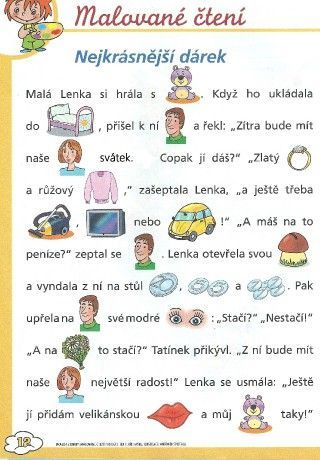 Malované čtení
Nejkrásnější dárek
Malá Lenka si hrála s . Když ho ukládala
do , přišel k ní a řekl: „Zítra bude mít
naše svátek. Copak jí dáš?“ „Zlatý
a růžový ,“ zašeptala Lenka, „a ještě třeba
, nebo !“ „A máš na to
peníze?“ zeptal se . Lenka otevřela svou
a vyndala z ní na stůl , a . Pak
upřela na své modré : „Stačí?“ „Nestačí!“
„A na to stačí?“ Tatínek přikývl. „Z ní bude mít
naše největší radost!“ Lenka se usmála: „Ještě
jí přidám velikánskou a můj taky!“
12